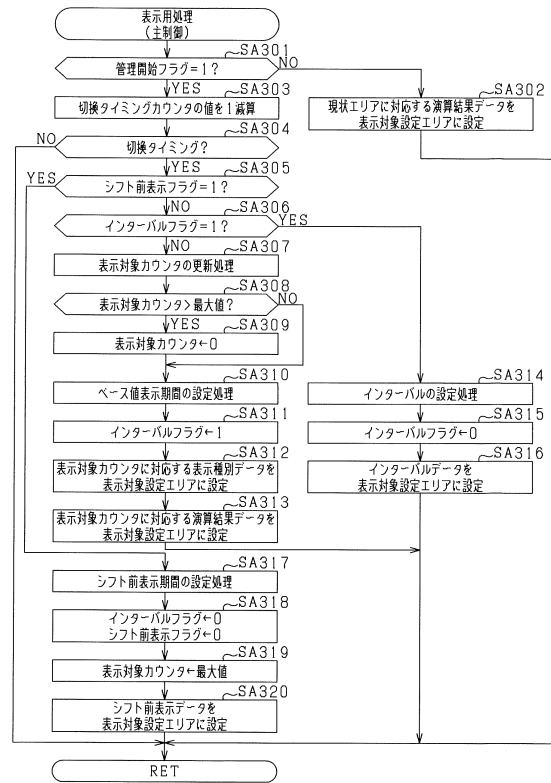 表示用処理
(主制御)
SA301
管理開始フラグ=1?
NO
YES
SA302
現状エリアに対応する演算結果データを
表示対象設定エリアに設定
SA303
切換タイミングカウンタの値を1減算
SA304
NO
切換タイミング?
YES
SA305
YES
シフト前表示フラグ=1?
NO
SA306
インターバルフラグ=1?
YES
NO
SA307
表示対象カウンタの更新処理
SA308
表示対象カウンタ>最大値?
NO
YES
SA309
表示対象カウンタ←0
SA310
ベース値表示期間の設定処理
SA311
インターバルフラグ←1
SA312
表示対象カウンタに対応する表示種別データを
表示対象設定エリアに設定
SA313
表示対象カウンタに対応する演算結果データを
表示対象設定エリアに設定
SA314
インターバルの設定処理
SA315
インターバルフラグ←0
SA316
インターバルデータを
表示対象設定エリアに設定
SA317
シフト前表示期間の設定処理
SA318
インターバルフラグ←0
シフト前表示フラグ←0
SA319
表示対象カウンタ←最大値
SA320
シフト前表示データを
表示対象設定エリアに設定
RET